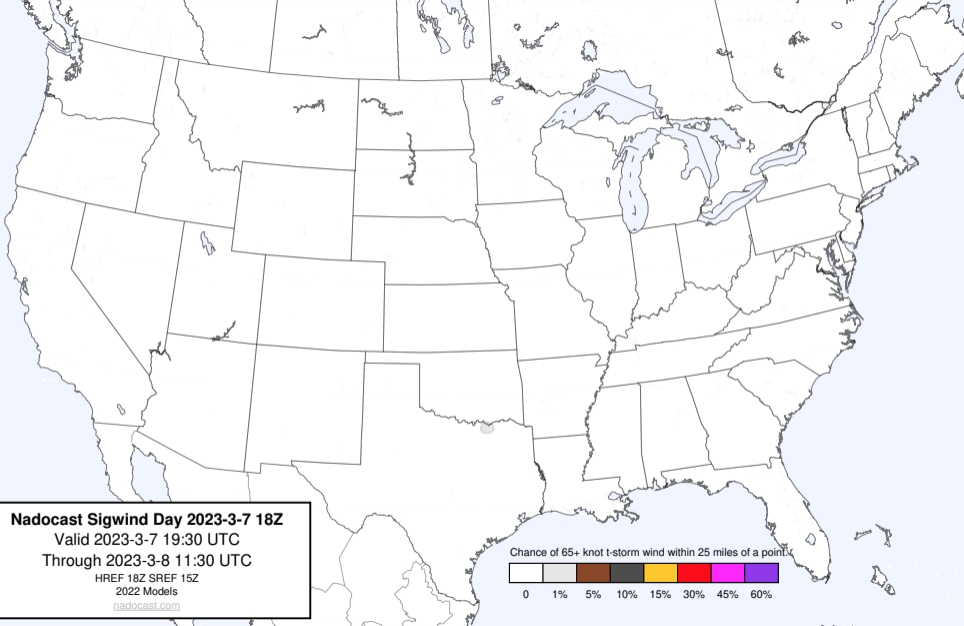 Nadocast Sigwind Day 2023-3-7 18Z
Valid 2023-3-7 19:30 UTC
Through 2023-3-8 11:30 UTC
HREF 18Z SREF 15Z
2022 Models
nadocast.com
Chance of 65+ knot t-storm wind within 25 miles of a point.
0 1% 5% 10% 15% 30% 45% 60%